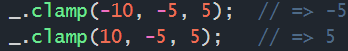 _.clamp(-10, -5, 5);  // => -5
_.clamp(10, -5, 5);   // => 5